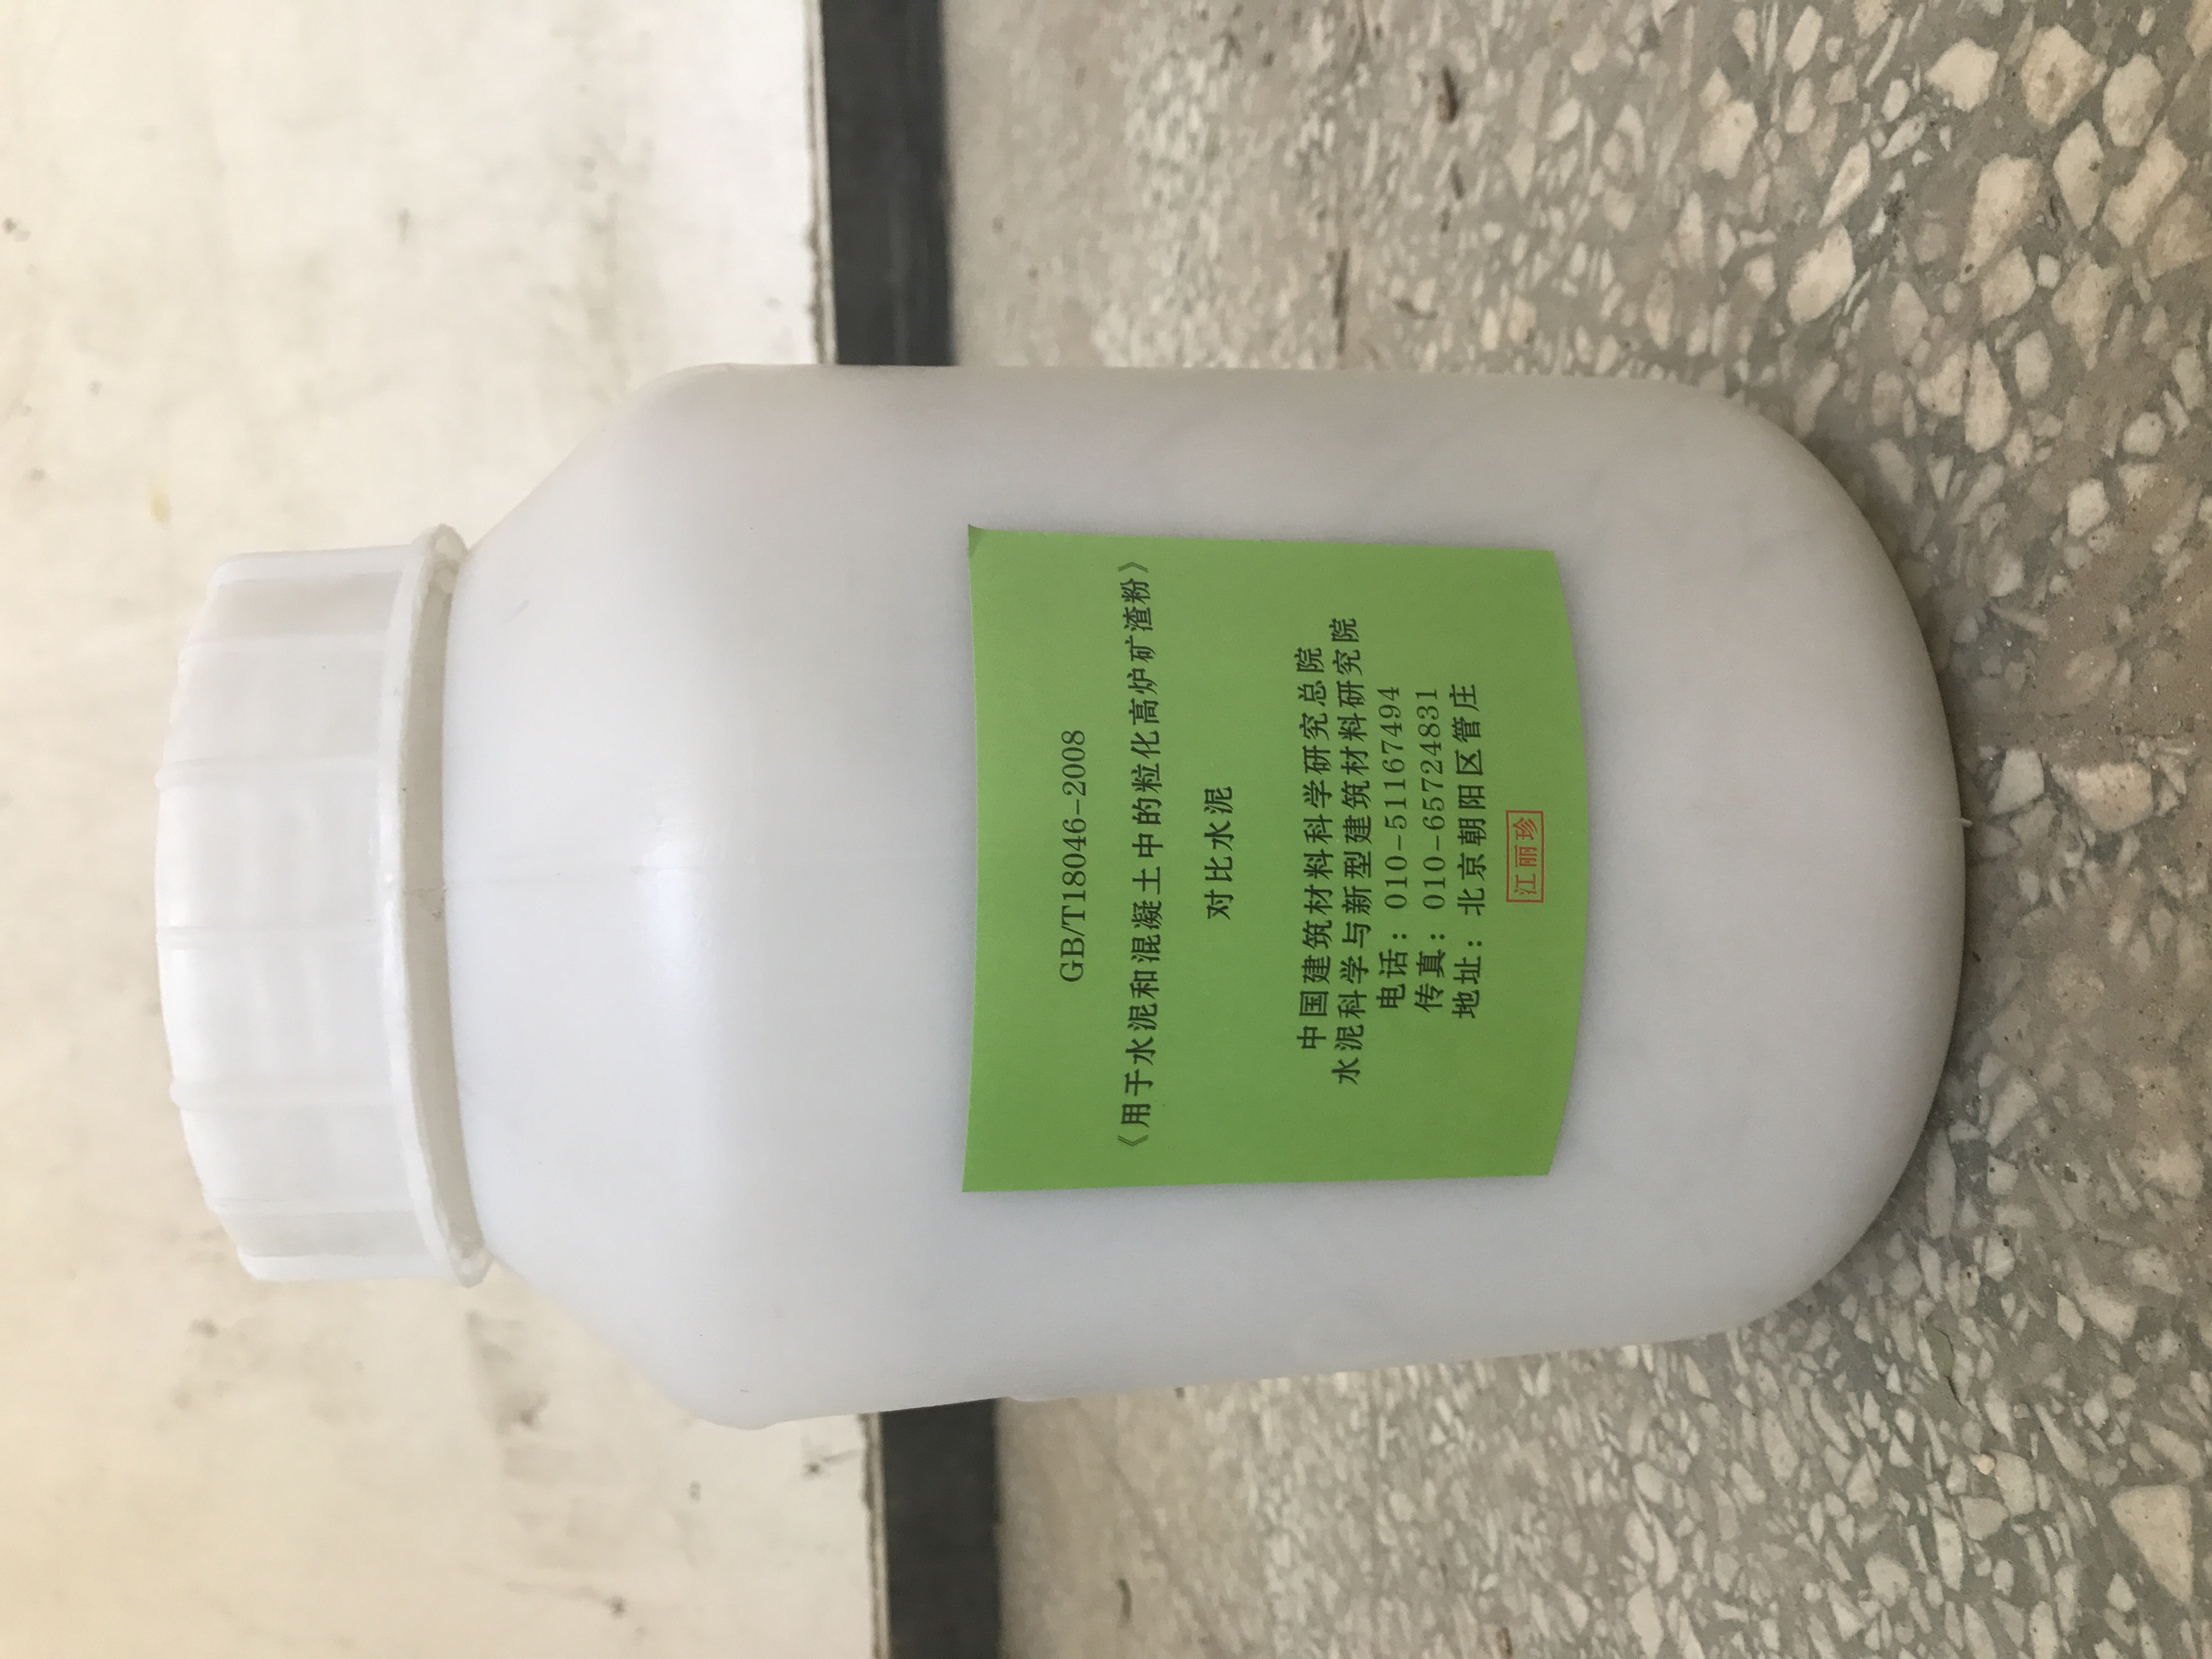 GB/T18046-2008
《用于水泥和混凝土中的粒化高炉矿渣粉》
对比水泥
中国建筑材料科学研究总院
水泥科学与新型建筑材料研究院
电话：010-51167494
传真：010-65724831
地址：北京朝阳区管庄
江丽珍